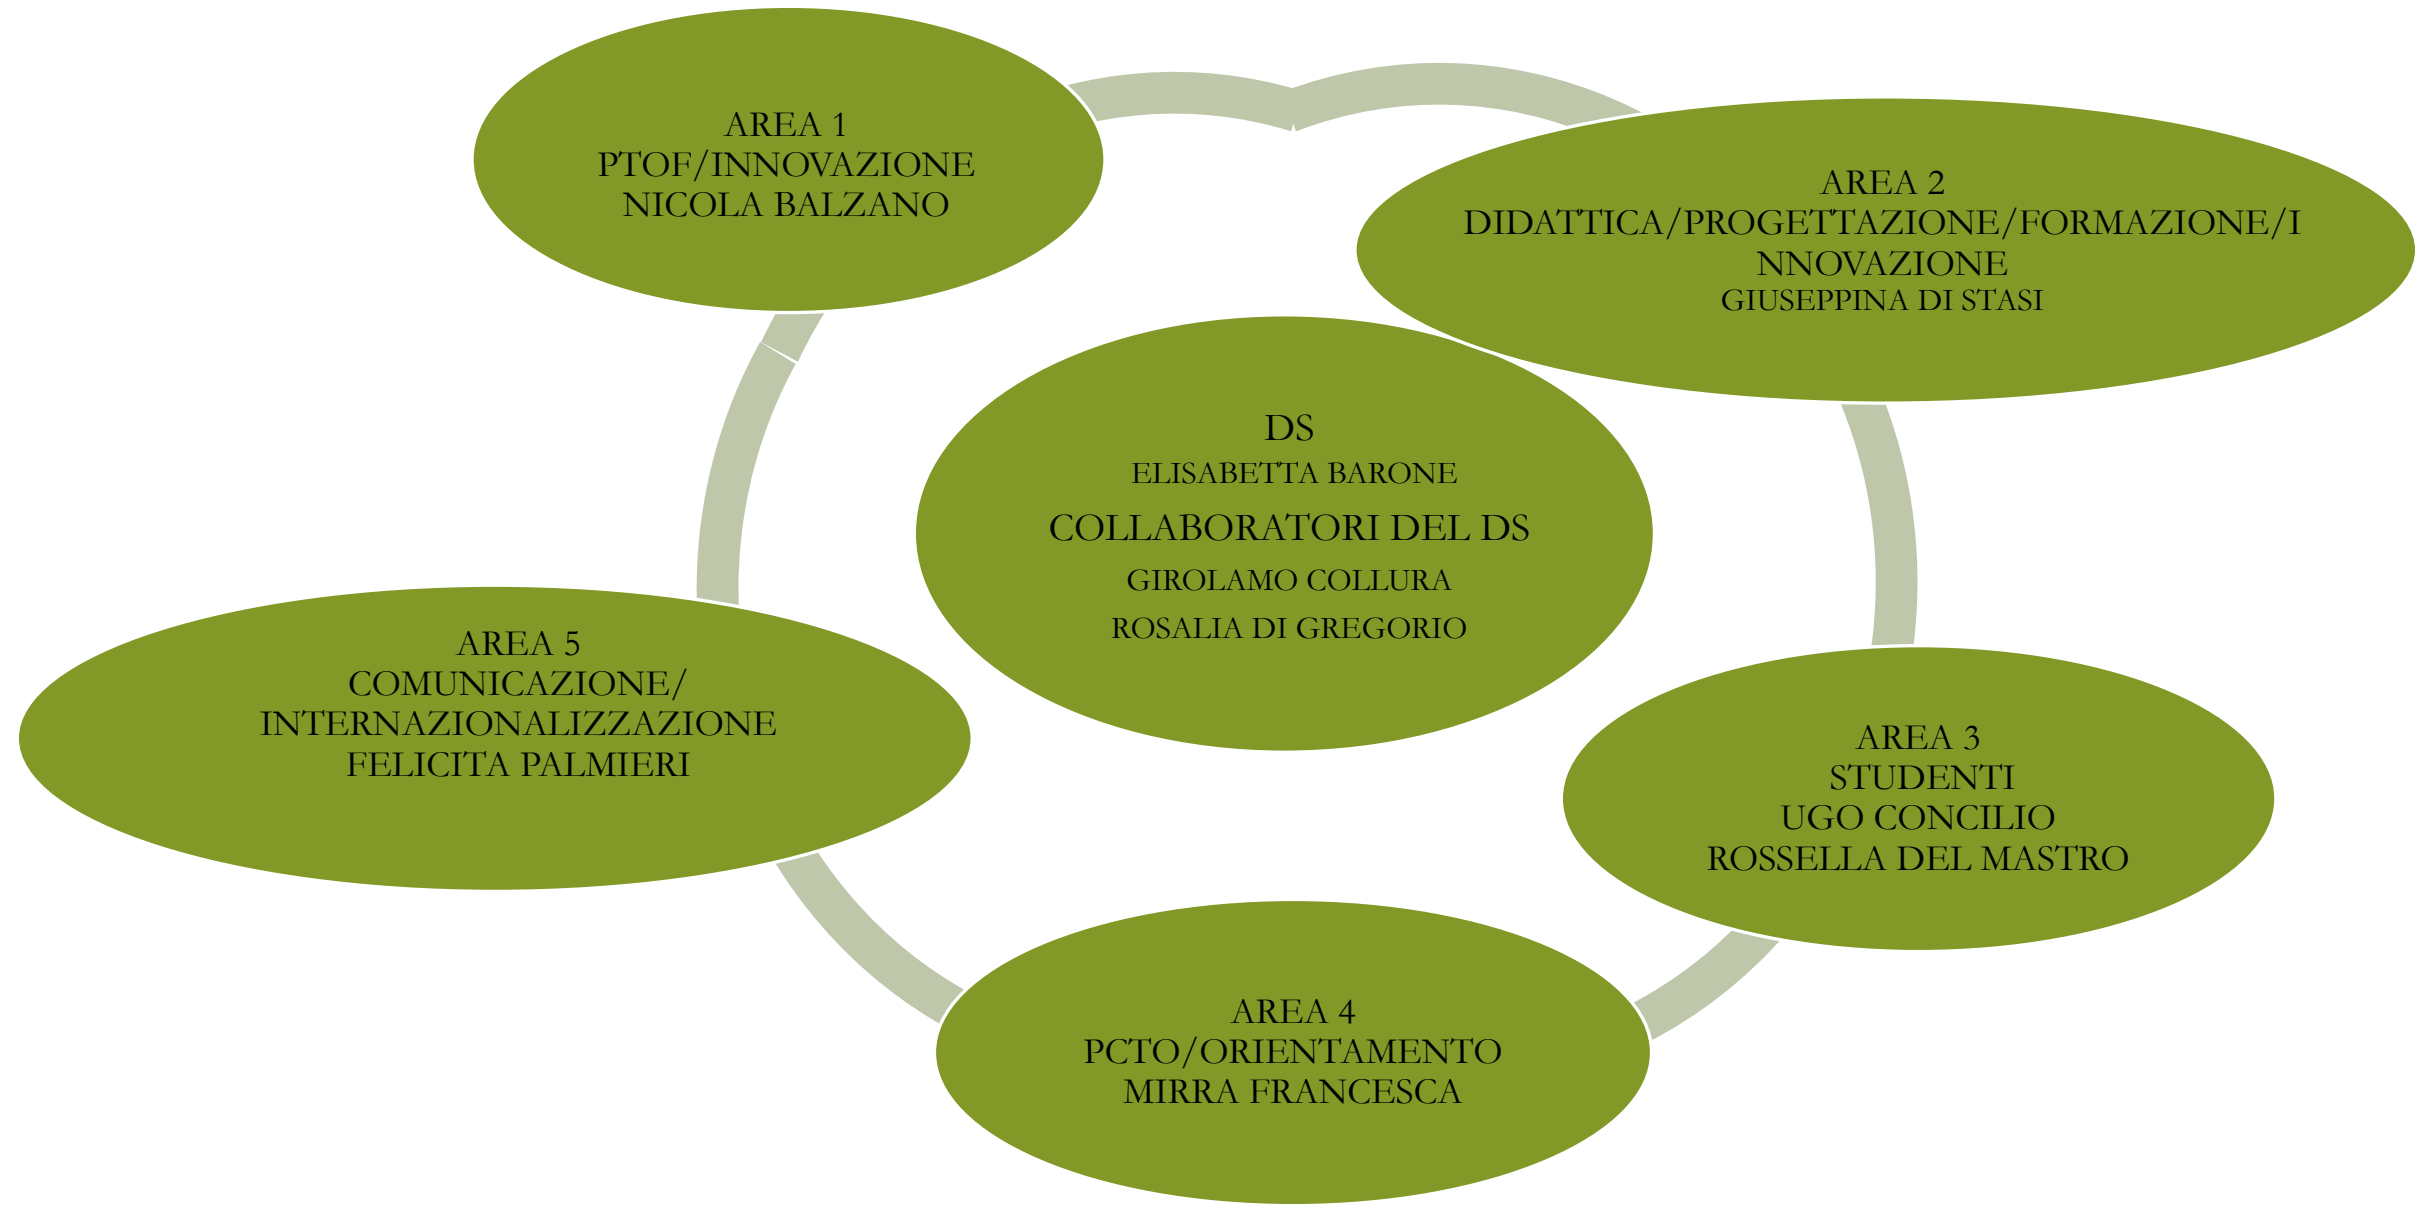 AREA 1
PTOF/INNOVAZIONE
NICOLA BALZANO
AREA 2
DIDATTICA/PROGETTAZIONE/FORMAZIONE/I
NNOVAZIONE
GIUSEPPINA DI STASI
DS
ELISABETTA BARONE
COLLABORATORI DEL DS
GIROLAMO COLLURA
ROSALIA DI GREGORIO
AREA 3
STUDENTI
UGO CONCILIO
ROSSELLA DEL MASTRO
AREA 4
PCTO/ORIENTAMENTO
MIRRA FRANCESCA
AREA 5
COMUNICAZIONE/
INTERNAZIONALIZZAZIONE
FELICITA PALMIERI